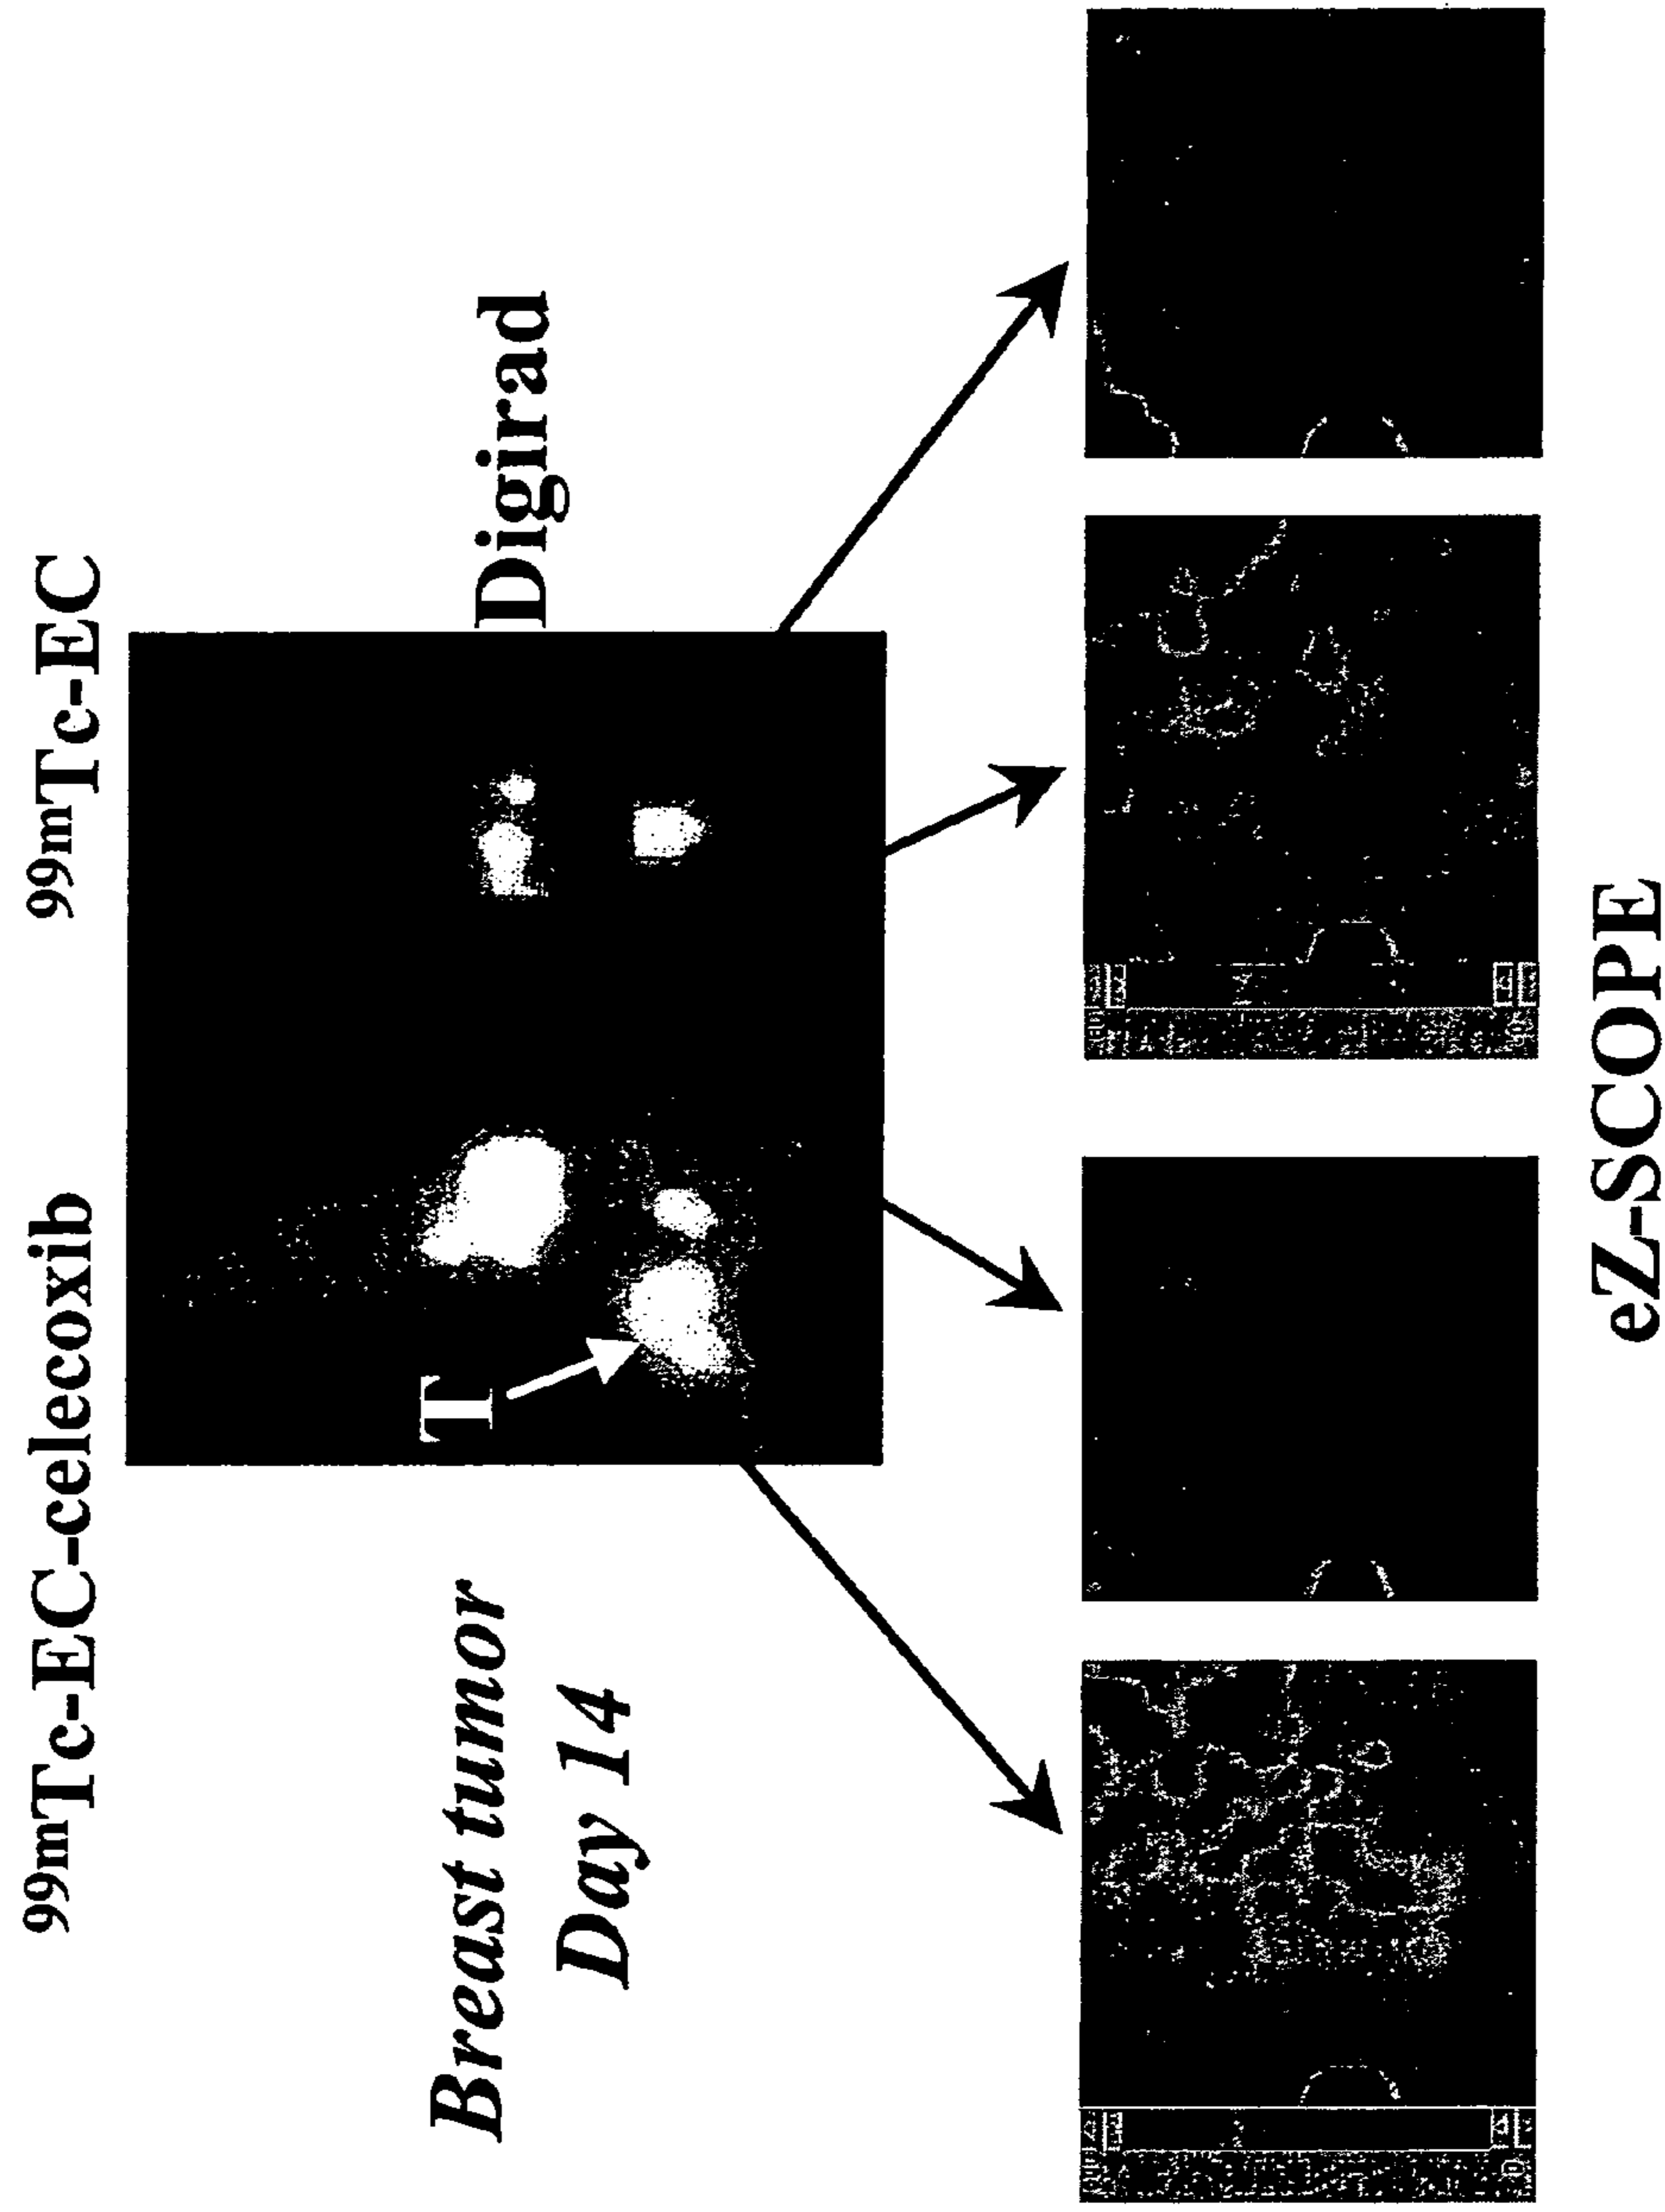 ⁹⁹ᵐTc-EC-celecoxib
⁹⁹ᵐTc-EC
Breast tumor
Day 14
T
Digirad
eZ-SCOPE